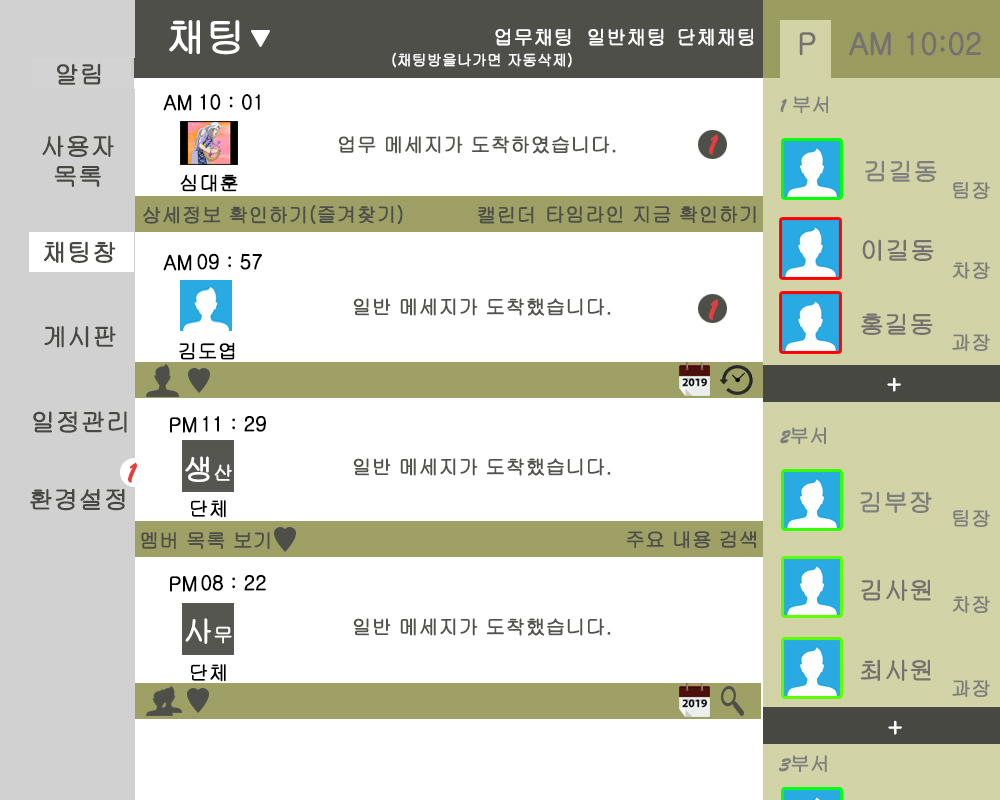 알림
사용자
목록
채팅창
게시판
일정관리
1
환경설정
채팅▼
업무채팅 일반채팅 단체채팅
(채팅방을나가면 자동삭제)
AM 10 : 01
업무 메세지가 도착하였습니다.
1
심대훈
상세정보 확인하기(즐겨찾기)
캘린더 타임라인 지금 확인하기
AM 09 : 57
일반 메세지가 도착했습니다.
1
김도엽
2019
PM 11 : 29
생산
일반 메세지가 도착했습니다.
단체
멤버 목록 보기
주요 내용 검색
PM 08 : 22
사무
일반 메세지가 도착했습니다.
단체
2019
P
AM 10:02
1 부서
김길동
팀장
이길동
차장
홍길동
과장
+
2부서
김부장
팀장
김사원
차장
최사원
과장
+
3부서